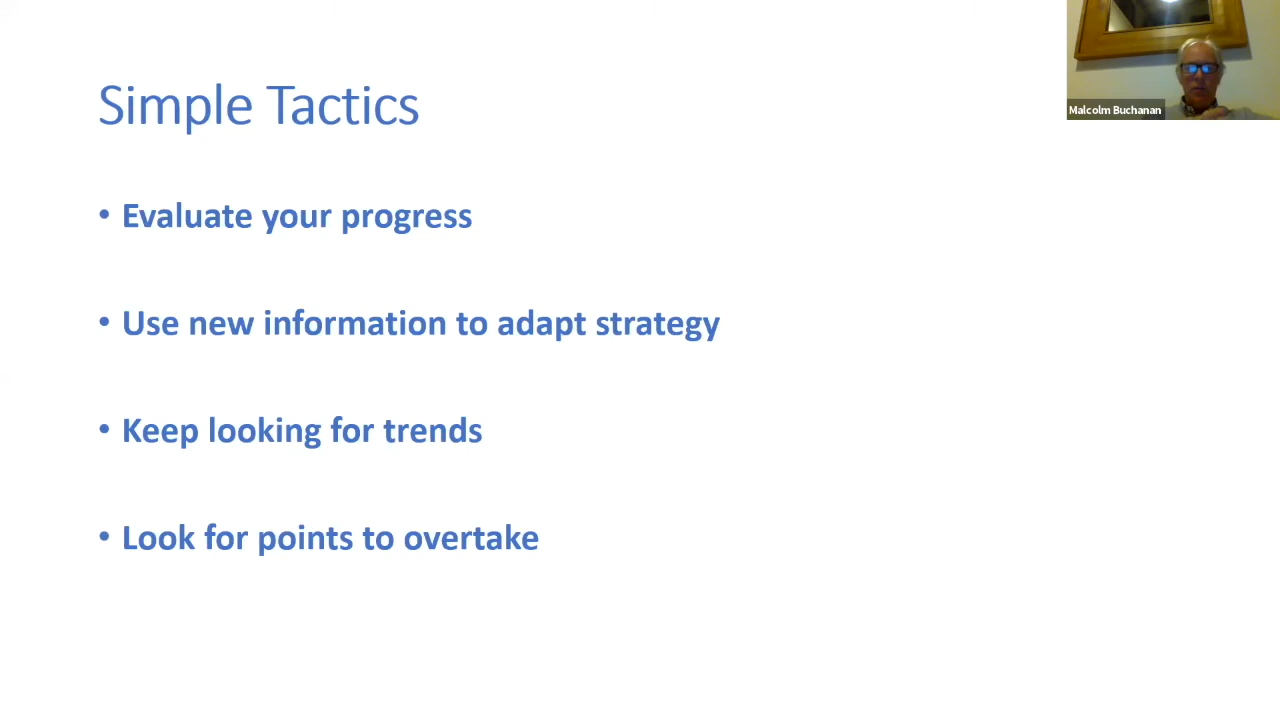 Simple Tactics
Malcolm Buchanan
• Evaluate your progress
• Use new information to adapt strategy
• Keep looking for trends
• Look for points to overtake